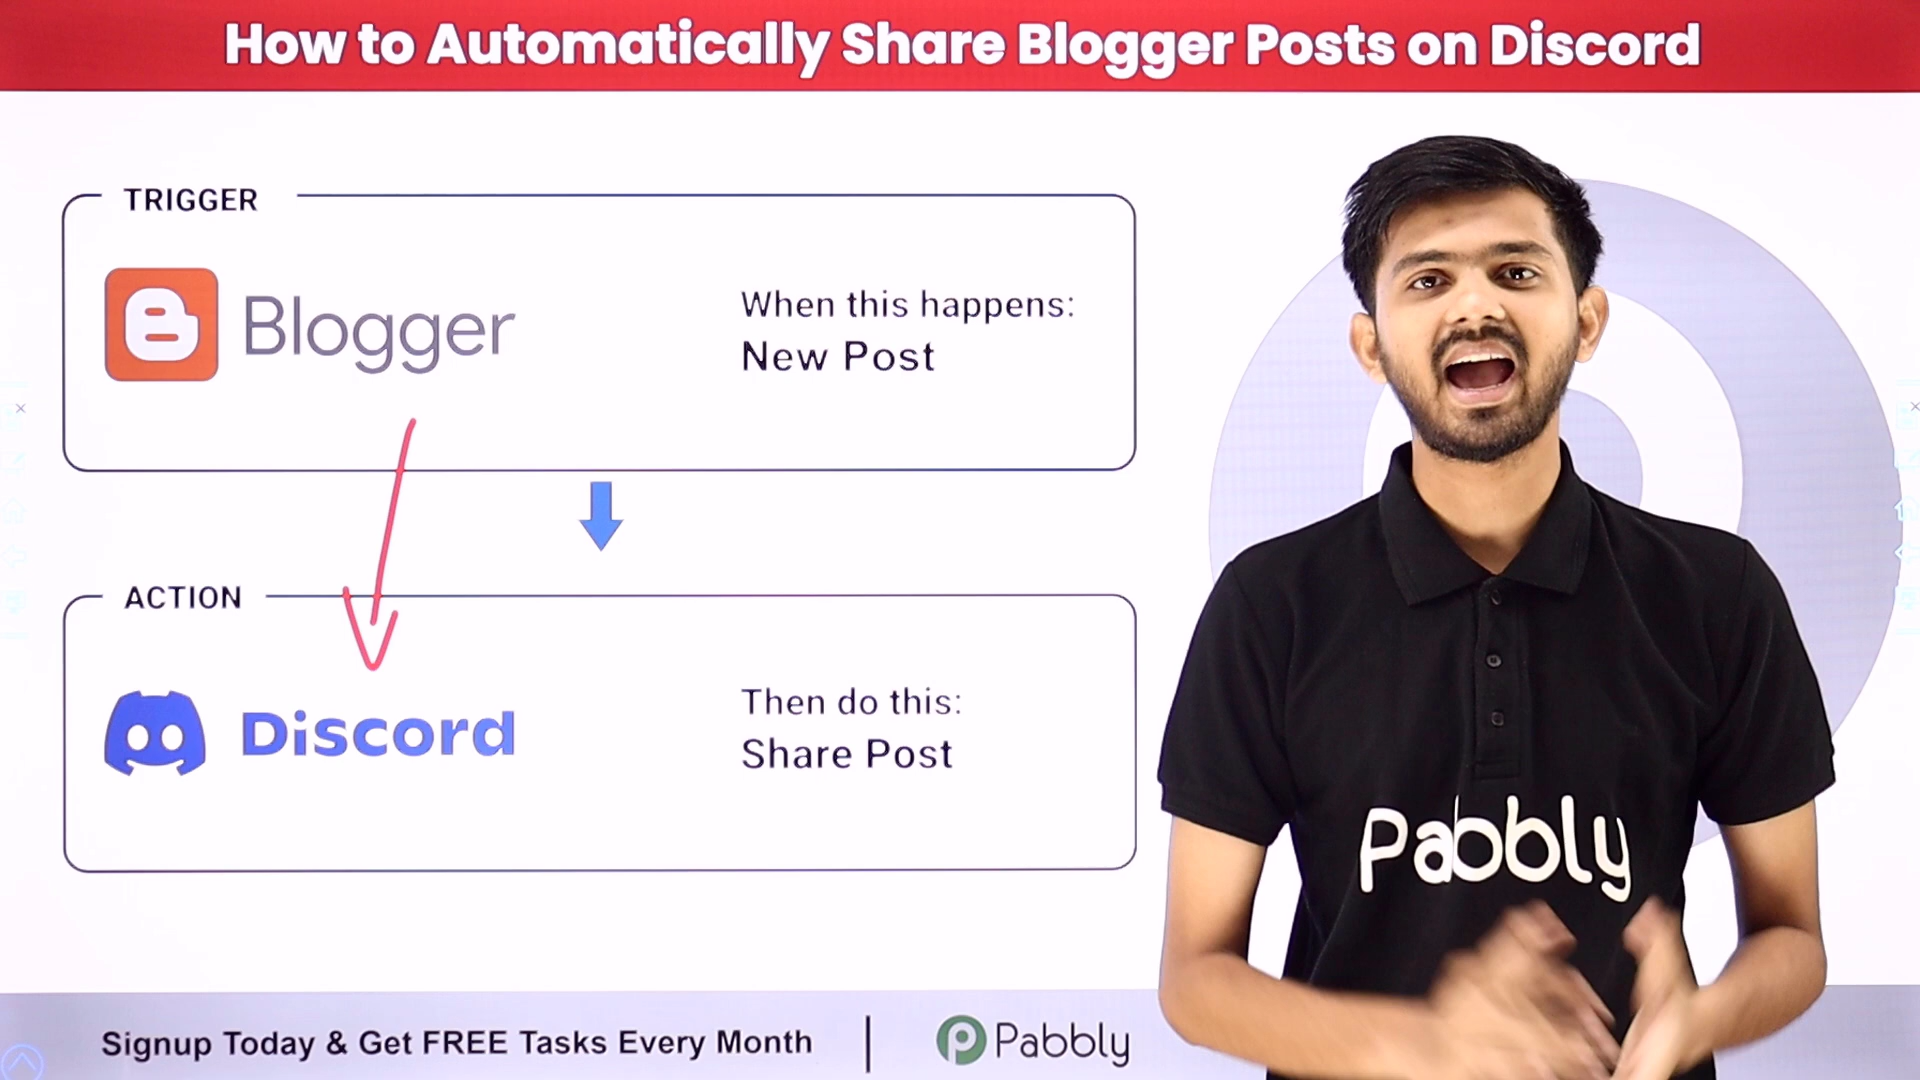 How to Automatically Share Blogger Posts on Discord
TRIGGER
Blogger
When this happens:
New Post
ACTION
Discord
Then do this:
Share Post
Pabbly
Signup Today & Get FREE Tasks Every Month
Pabbly